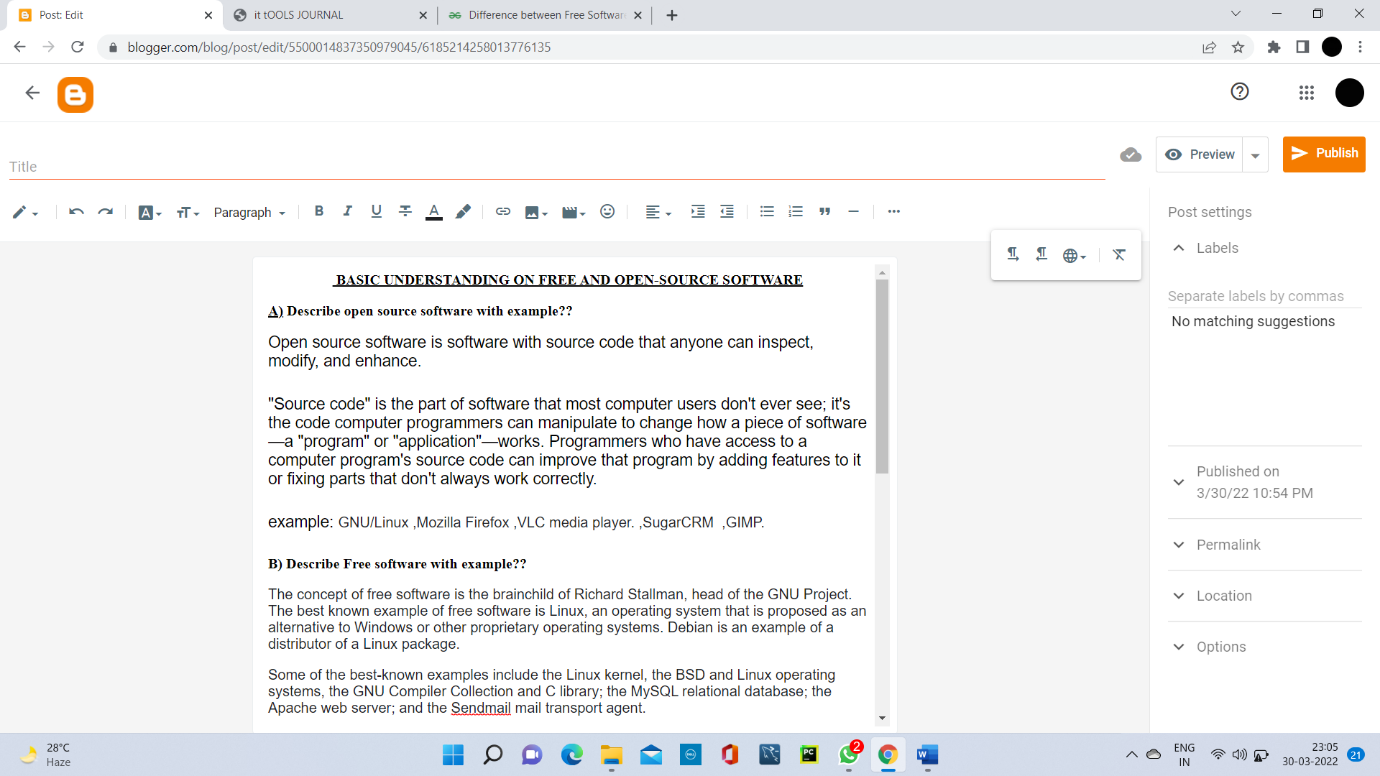 Post: Edit
it tOOLS JOURNAL
Difference between Free Softwar
blogger.com/blog/post/edit/5500014837350979045/6185214258013776135
Title
Preview
Publish
Paragraph
Post settings
Labels
Separate labels by commas
No matching suggestions
BASIC UNDERSTANDING ON FREE AND OPEN-SOURCE SOFTWARE
A) Describe open source software with example??
Open source software is software with source code that anyone can inspect,
modify, and enhance.
"Source code" is the part of software that most computer users don't ever see; it's
the code computer programmers can manipulate to change how a piece of software
—a "program" or "application"—works. Programmers who have access to a
computer program's source code can improve that program by adding features to it
or fixing parts that don't always work correctly.
example: GNU/Linux ,Mozilla Firefox ,VLC media player. ,SugarCRM  ,GIMP.
B) Describe Free software with example??
The concept of free software is the brainchild of Richard Stallman, head of the GNU Project.
The best known example of free software is Linux, an operating system that is proposed as an
alternative to Windows or other proprietary operating systems. Debian is an example of a
distributor of a Linux package.
Some of the best-known examples include the Linux kernel, the BSD and Linux operating
systems, the GNU Compiler Collection and C library; the MySQL relational database; the
Apache web server; and the Sendmail mail transport agent.
Published on
3/30/22 10:54 PM
Permalink
Location
Options
28°C
Haze
2
ENG
IN
23:05
30-03-2022
21